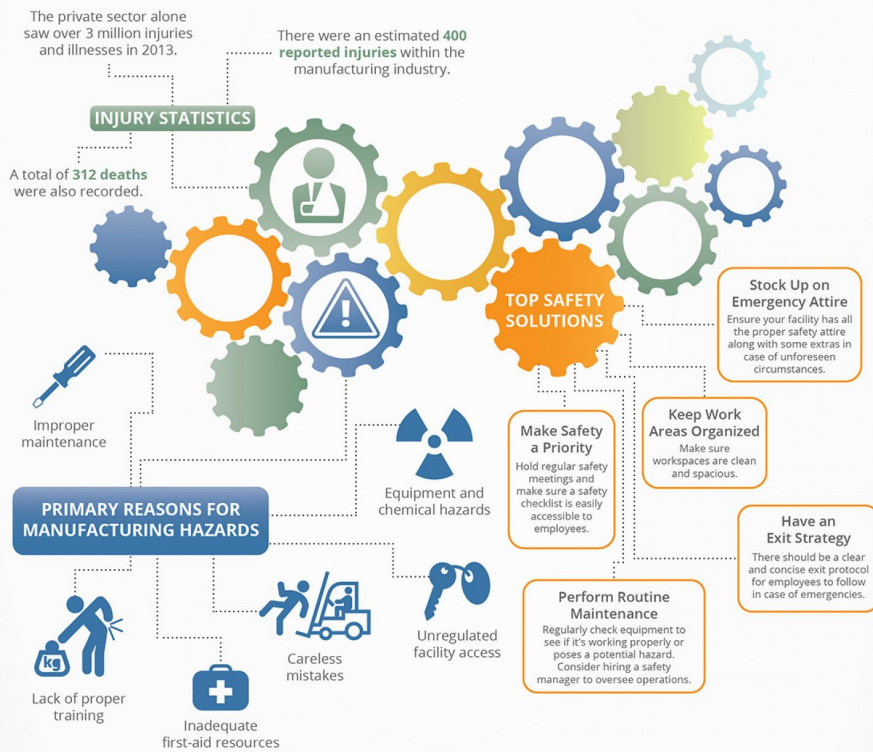 The private sector alone
saw over 3 million injuries
and illnesses in 2013.
There were an estimated 400
reported injuries within the
manufacturing industry.
INJURY STATISTICS
A total of 312 deaths
were also recorded.
TOP SAFETY
SOLUTIONS
Stock Up on
Emergency Attire
Ensure your facility has all
the proper safety attire
along with some extras in
case of unforeseen
circumstances.
Keep Work
Areas Organized
Make sure
workspaces are clean
and spacious.
Make Safety
a Priority
Hold regular safety
meetings and
make sure a safety
checklist is easily
accessible to
employees.
Have an
Exit Strategy
There should be a clear
and concise exit protocol
for employees to follow
in case of emergencies.
Perform Routine
Maintenance
Regularly check equipment to
see if it's working properly or
poses a potential hazard.
Consider hiring a safety
manager to oversee operations.
Improper
maintenance
PRIMARY REASONS FOR
MANUFACTURING HAZARDS
Equipment and
chemical hazards
Unregulated
facility access
Careless
mistakes
kg
Lack of proper
training
Inadequate
first-aid resources